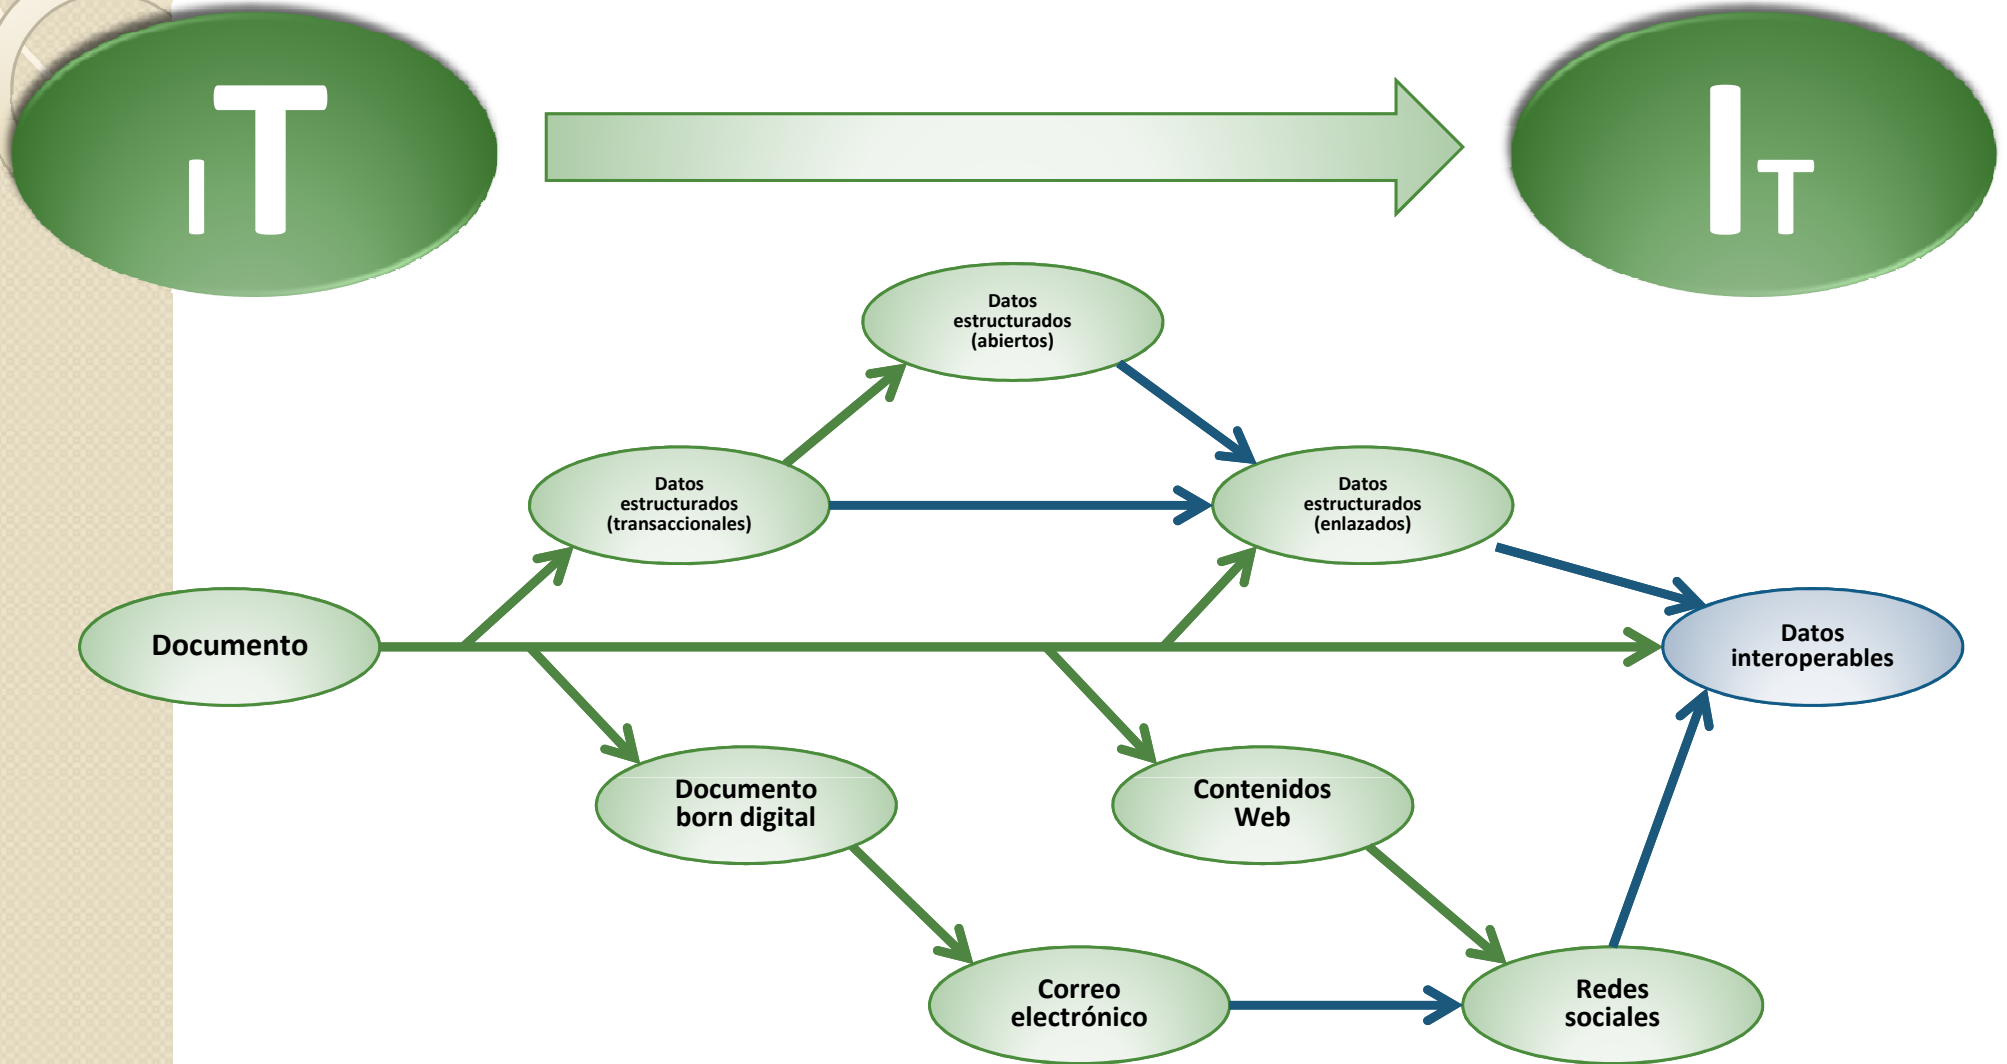 IT
IT
Datos
estructurados
(abiertos)
Datos
estructurados
(transaccionales)
Datos
estructurados
(enlazados)
Documento
Datos
interoperables
Documento
born digital
Contenidos
Web
Correo
electrónico
Redes
sociales